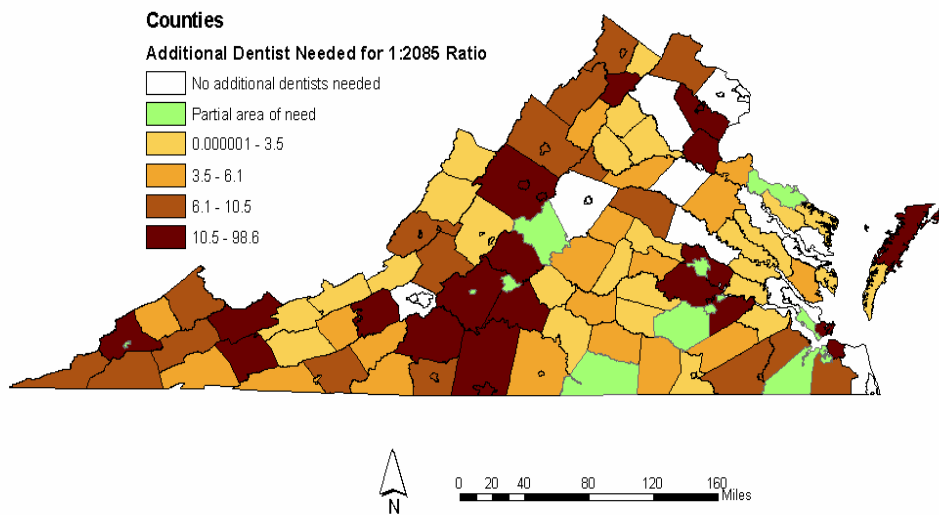 Counties
Additional Dentist Needed for 1:2085 Ratio
No additional dentists needed
Partial area of need
0.000001 - 3.5
3.5 - 6.1
6.1 - 10.5
10.5 - 98.6
N
0 20 40 80 120 160
Miles